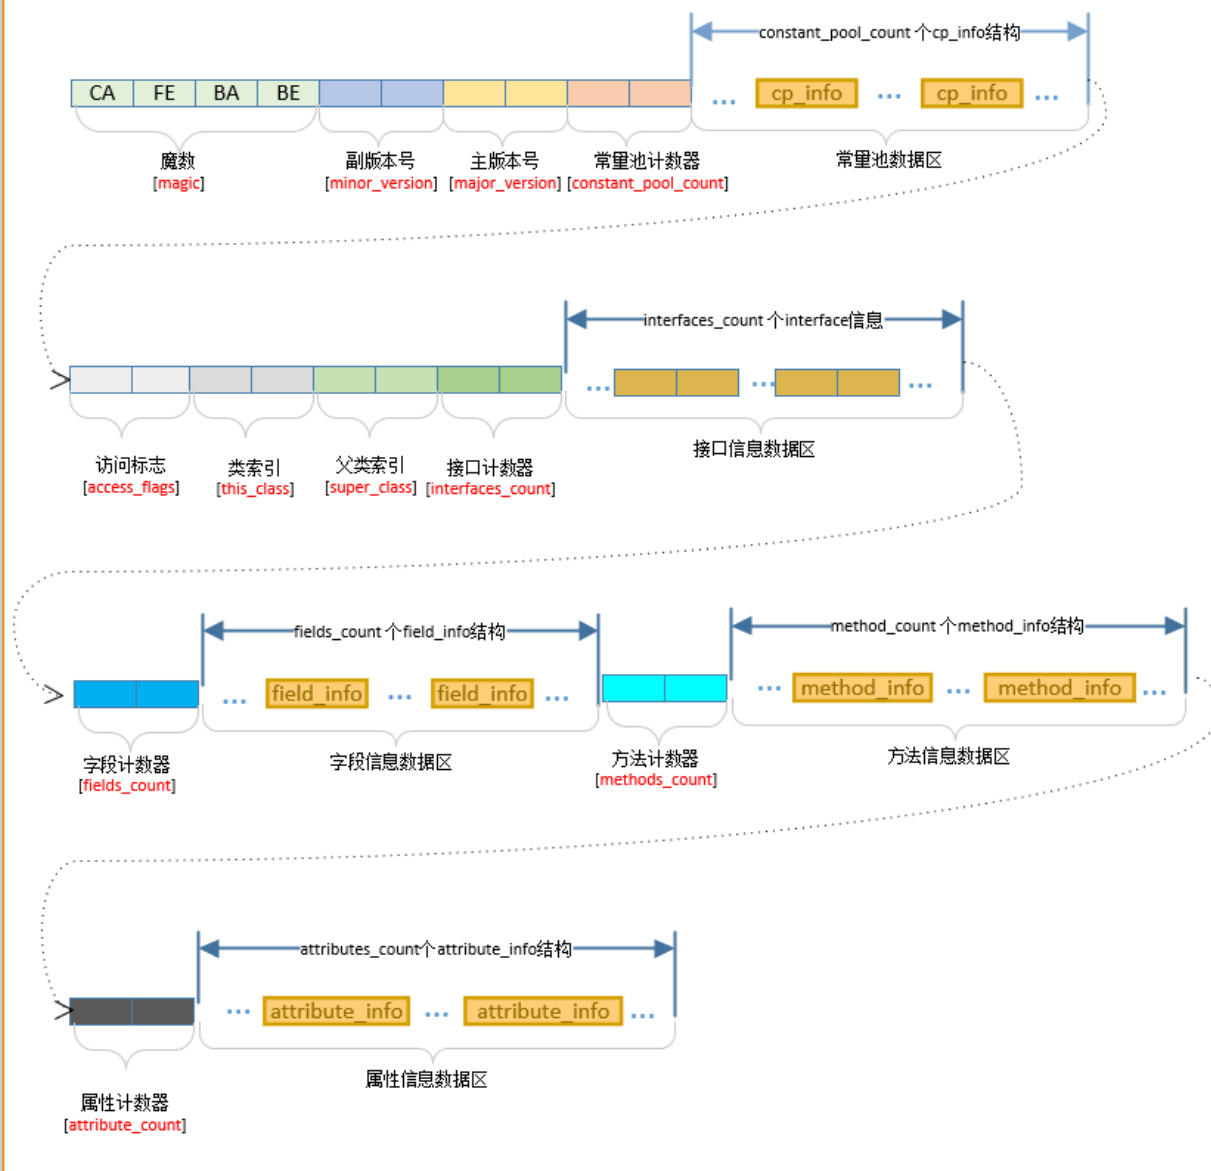 constant_pool_count 个cp_info结构
CA FE BA BE ... cp_info ... cp_info ...
魔数 副版本号 主版本号 常量池计数器 常量池数据区
[magic] [minor_version] [major_version] [constant_pool_count]
interfaces_count 个interface信息
... ... ...
访问标志 类索引 父类索引 接口计数器 接口信息数据区
[access_flags] [this_class] [super_class] [interfaces_count]
fields_count 个field_info结构 method_count 个method_info结构
... field_info ... field_info ... ... method_info ... method_info ...
字段计数器 字段信息数据区 方法计数器 方法信息数据区
[fields_count] [methods_count]
attributes_count个attribute_info结构
... attribute_info ... attribute_info ...
属性信息数据区
属性计数器
[attribute_count]